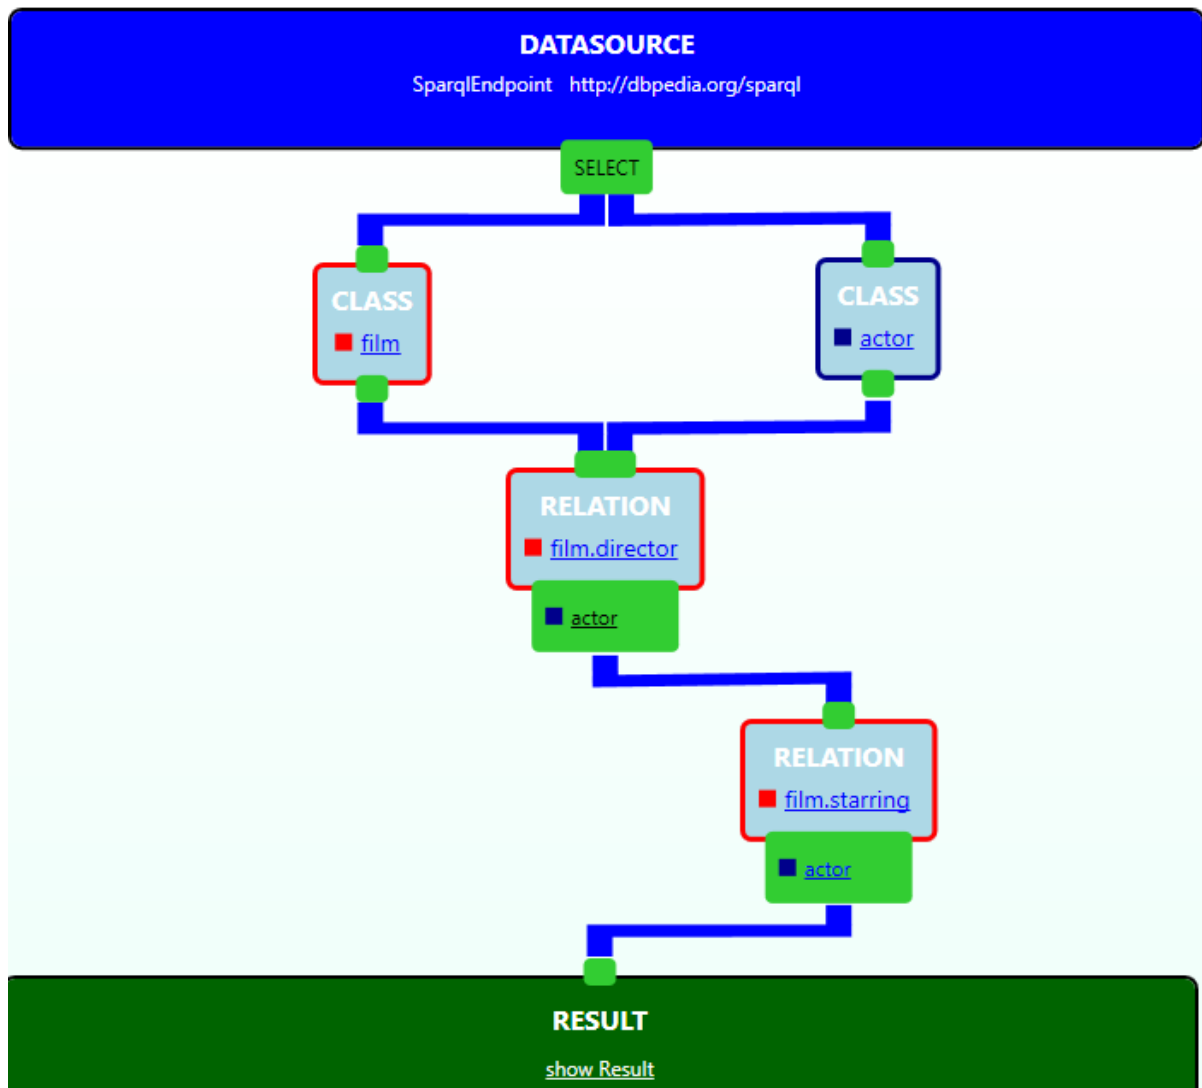 DATASOURCE
SparqlEndpoint http://dbpedia.org/sparql
SELECT
CLASS
film
CLASS
actor
RELATION
film.director
actor
RELATION
film.starring
actor
RESULT
show Result